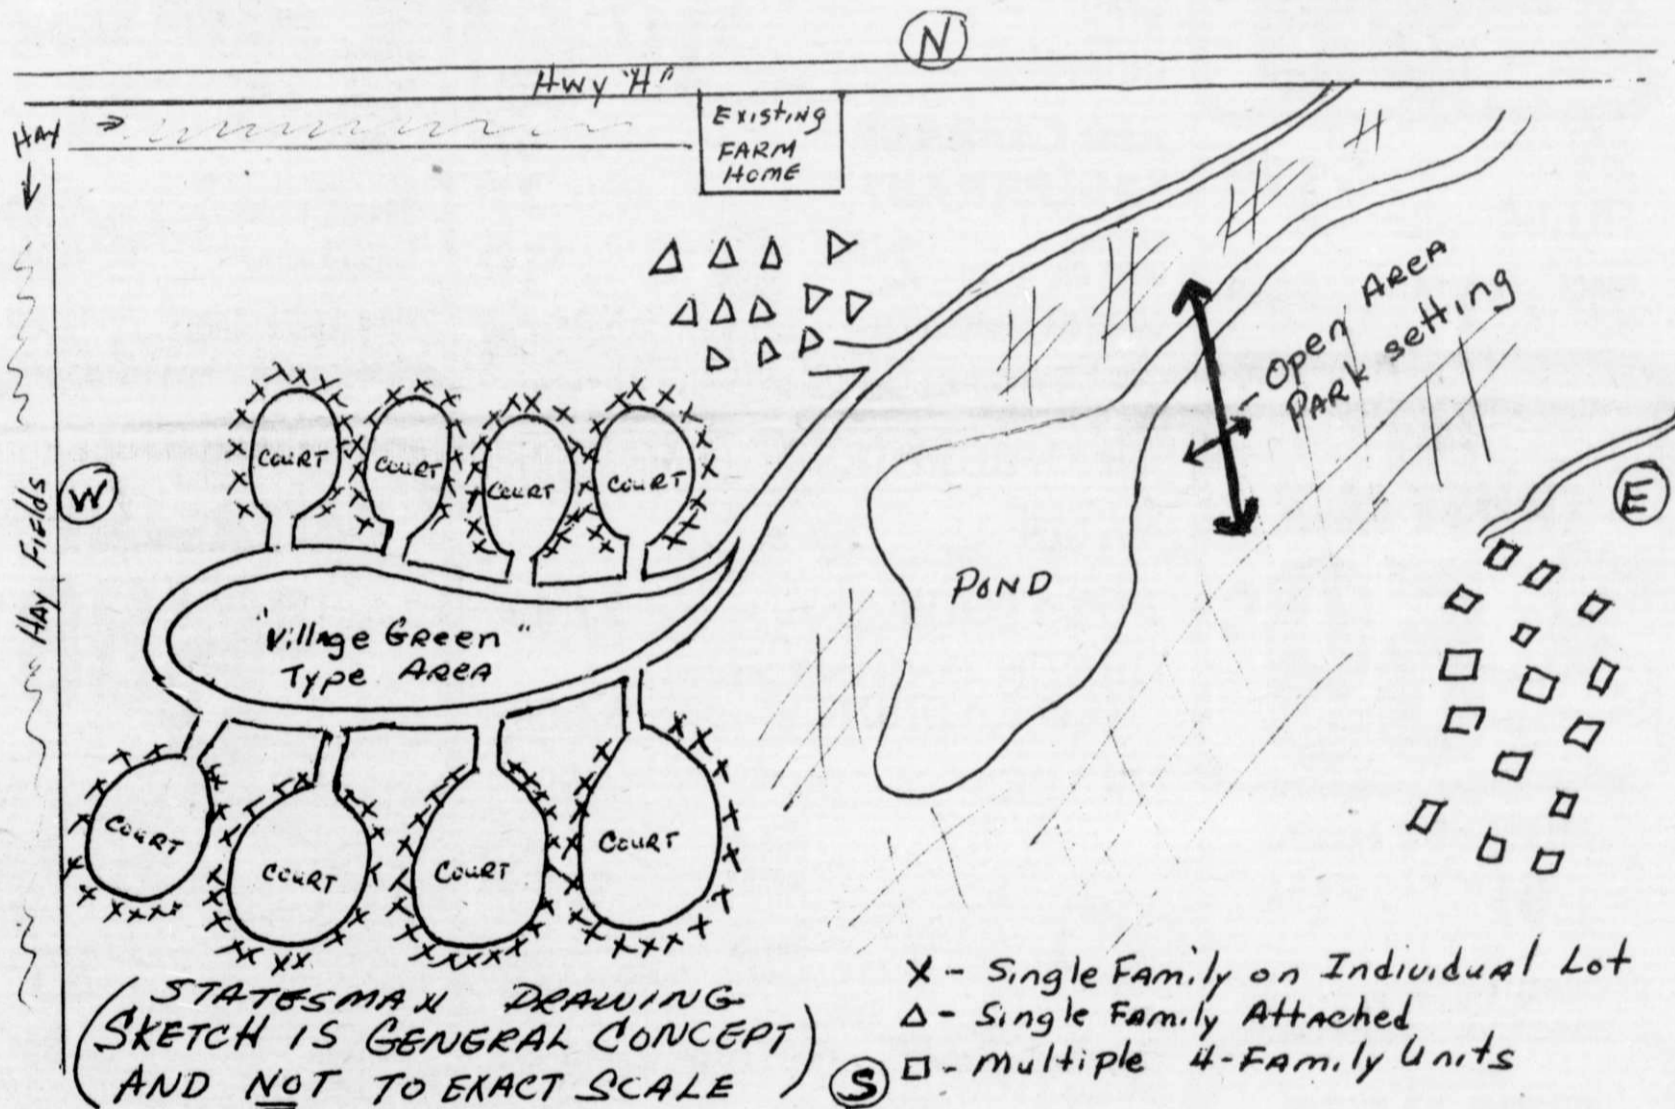 N
Hwy "H"
HAY
EXISTING
FARM
HOME
OPEN AREA
PARK setting
COURT
COURT
COURT
COURT
W
E
HAY FIELDS
POND
"Village Green"
Type AREA
COURT
COURT
COURT
COURT
X - Single Family on Individual Lot
Δ - Single Family Attached
□ - Multiple 4-Family Units
(STATESMAN DRAWING
SKETCH IS GENERAL CONCEPT
AND NOT TO EXACT SCALE)
S